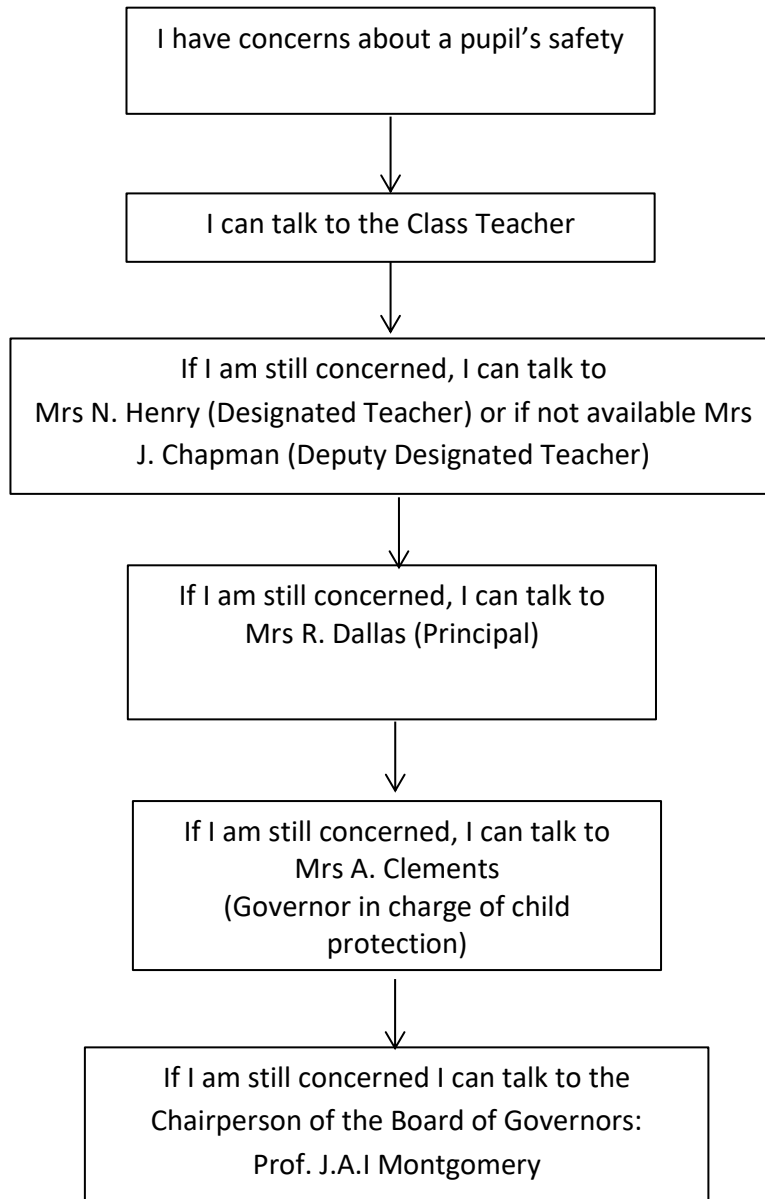 I have concerns about a pupil’s safety
I can talk to the Class Teacher
If I am still concerned, I can talk to
Mrs N. Henry (Designated Teacher) or if not available Mrs
J. Chapman (Deputy Designated Teacher)
If I am still concerned, I can talk to
Mrs R. Dallas (Principal)
If I am still concerned, I can talk to
Mrs A. Clements
(Governor in charge of child
protection)
If I am still concerned I can talk to the
Chairperson of the Board of Governors:
Prof. J.A.I Montgomery